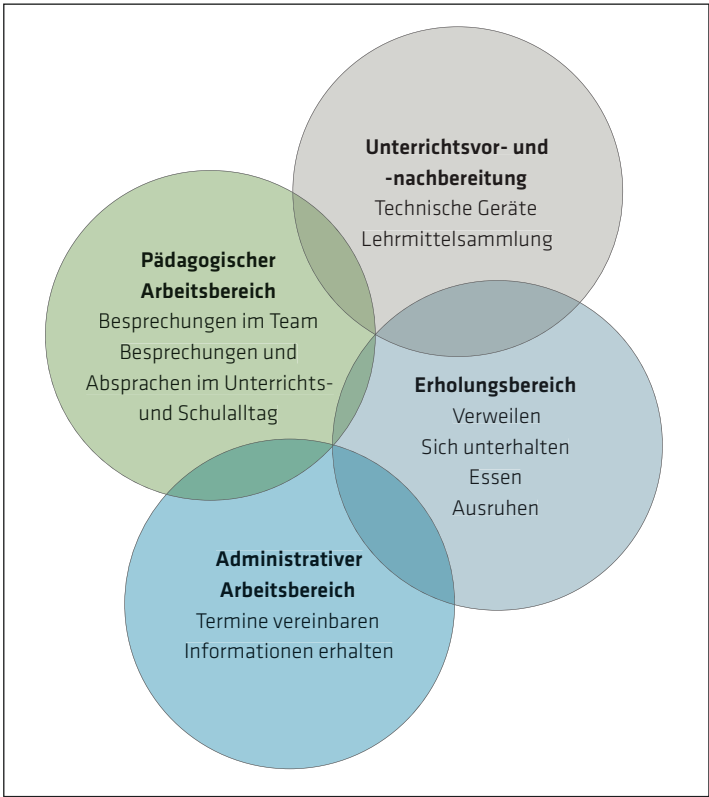 Unterrichtsvor- und
-nachbereitung
Technische Geräte
Lehrmittelsammlung
Pädagogischer
Arbeitsbereich
Besprechungen im Team
Besprechungen und
Absprachen im Unterrichts-
und Schulalltag
Erholungsbereich
Verweilen
Sich unterhalten
Essen
Ausruhen
Administrativer
Arbeitsbereich
Termine vereinbaren
Informationen erhalten